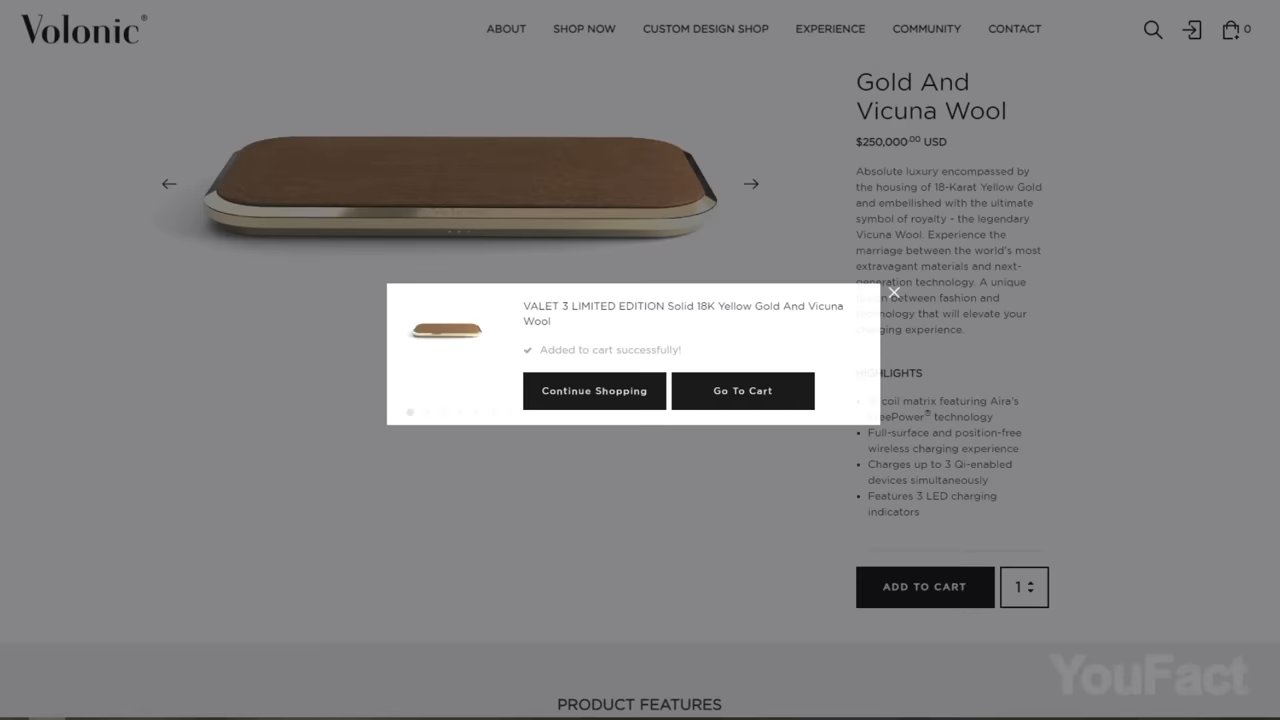 Volonic®
ABOUT
SHOP NOW
CUSTOM DESIGN SHOP
EXPERIENCE
COMMUNITY
CONTACT
0
Gold And
Vicuna Wool
$250,000.00 USD
Absolute luxury encompassed by
the housing of 18-Karat Yellow Gold
and embellished with the ultimate
symbol of royalty - the legendary
Vicuna Wool. Experience the
marriage between the world's most
extravagant materials and next-
generation technology. A unique
between fashion and
technology that will elevate your
charging experience.
HIGHLIGHTS
coil matrix featuring Aira's
FreePower® technology
Full-surface and position-free
wireless charging experience
Charges up to 3 Qi-enabled
devices simultaneously
Features 3 LED charging
indicators
ADD TO CART
1
VALET 3 LIMITED EDITION Solid 18K Yellow Gold And Vicuna
Wool
Added to cart successfully!
Continue Shopping
Go To Cart
Volonic
PRODUCT FEATURES
YouFact